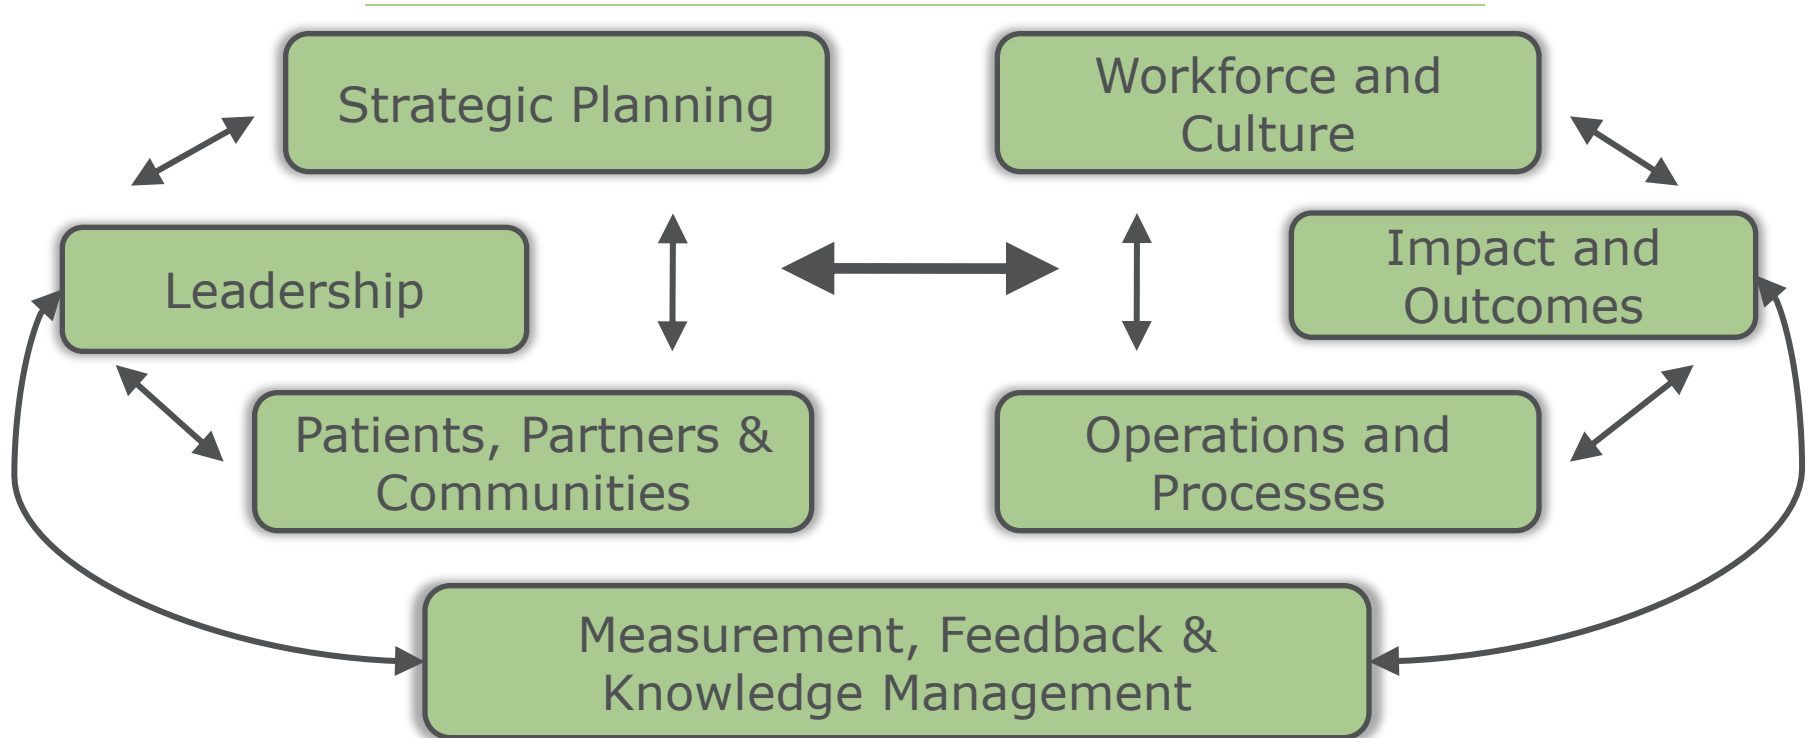 Strategic Planning
Workforce and
Culture
Leadership
Impact and
Outcomes
Patients, Partners &
Communities
Operations and
Processes
Measurement, Feedback &
Knowledge Management